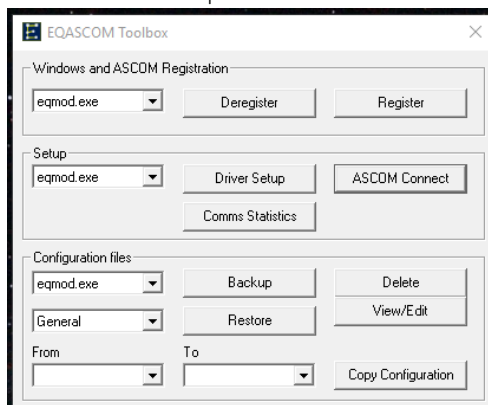 EQASCOM Toolbox
Windows and ASCOM Registration
eqmod.exe Deregister Register
Setup
eqmod.exe Driver Setup ASCOM Connect
Comms Statistics
Configuration files
eqmod.exe Backup Delete
General Restore View/Edit
From To
Copy Configuration